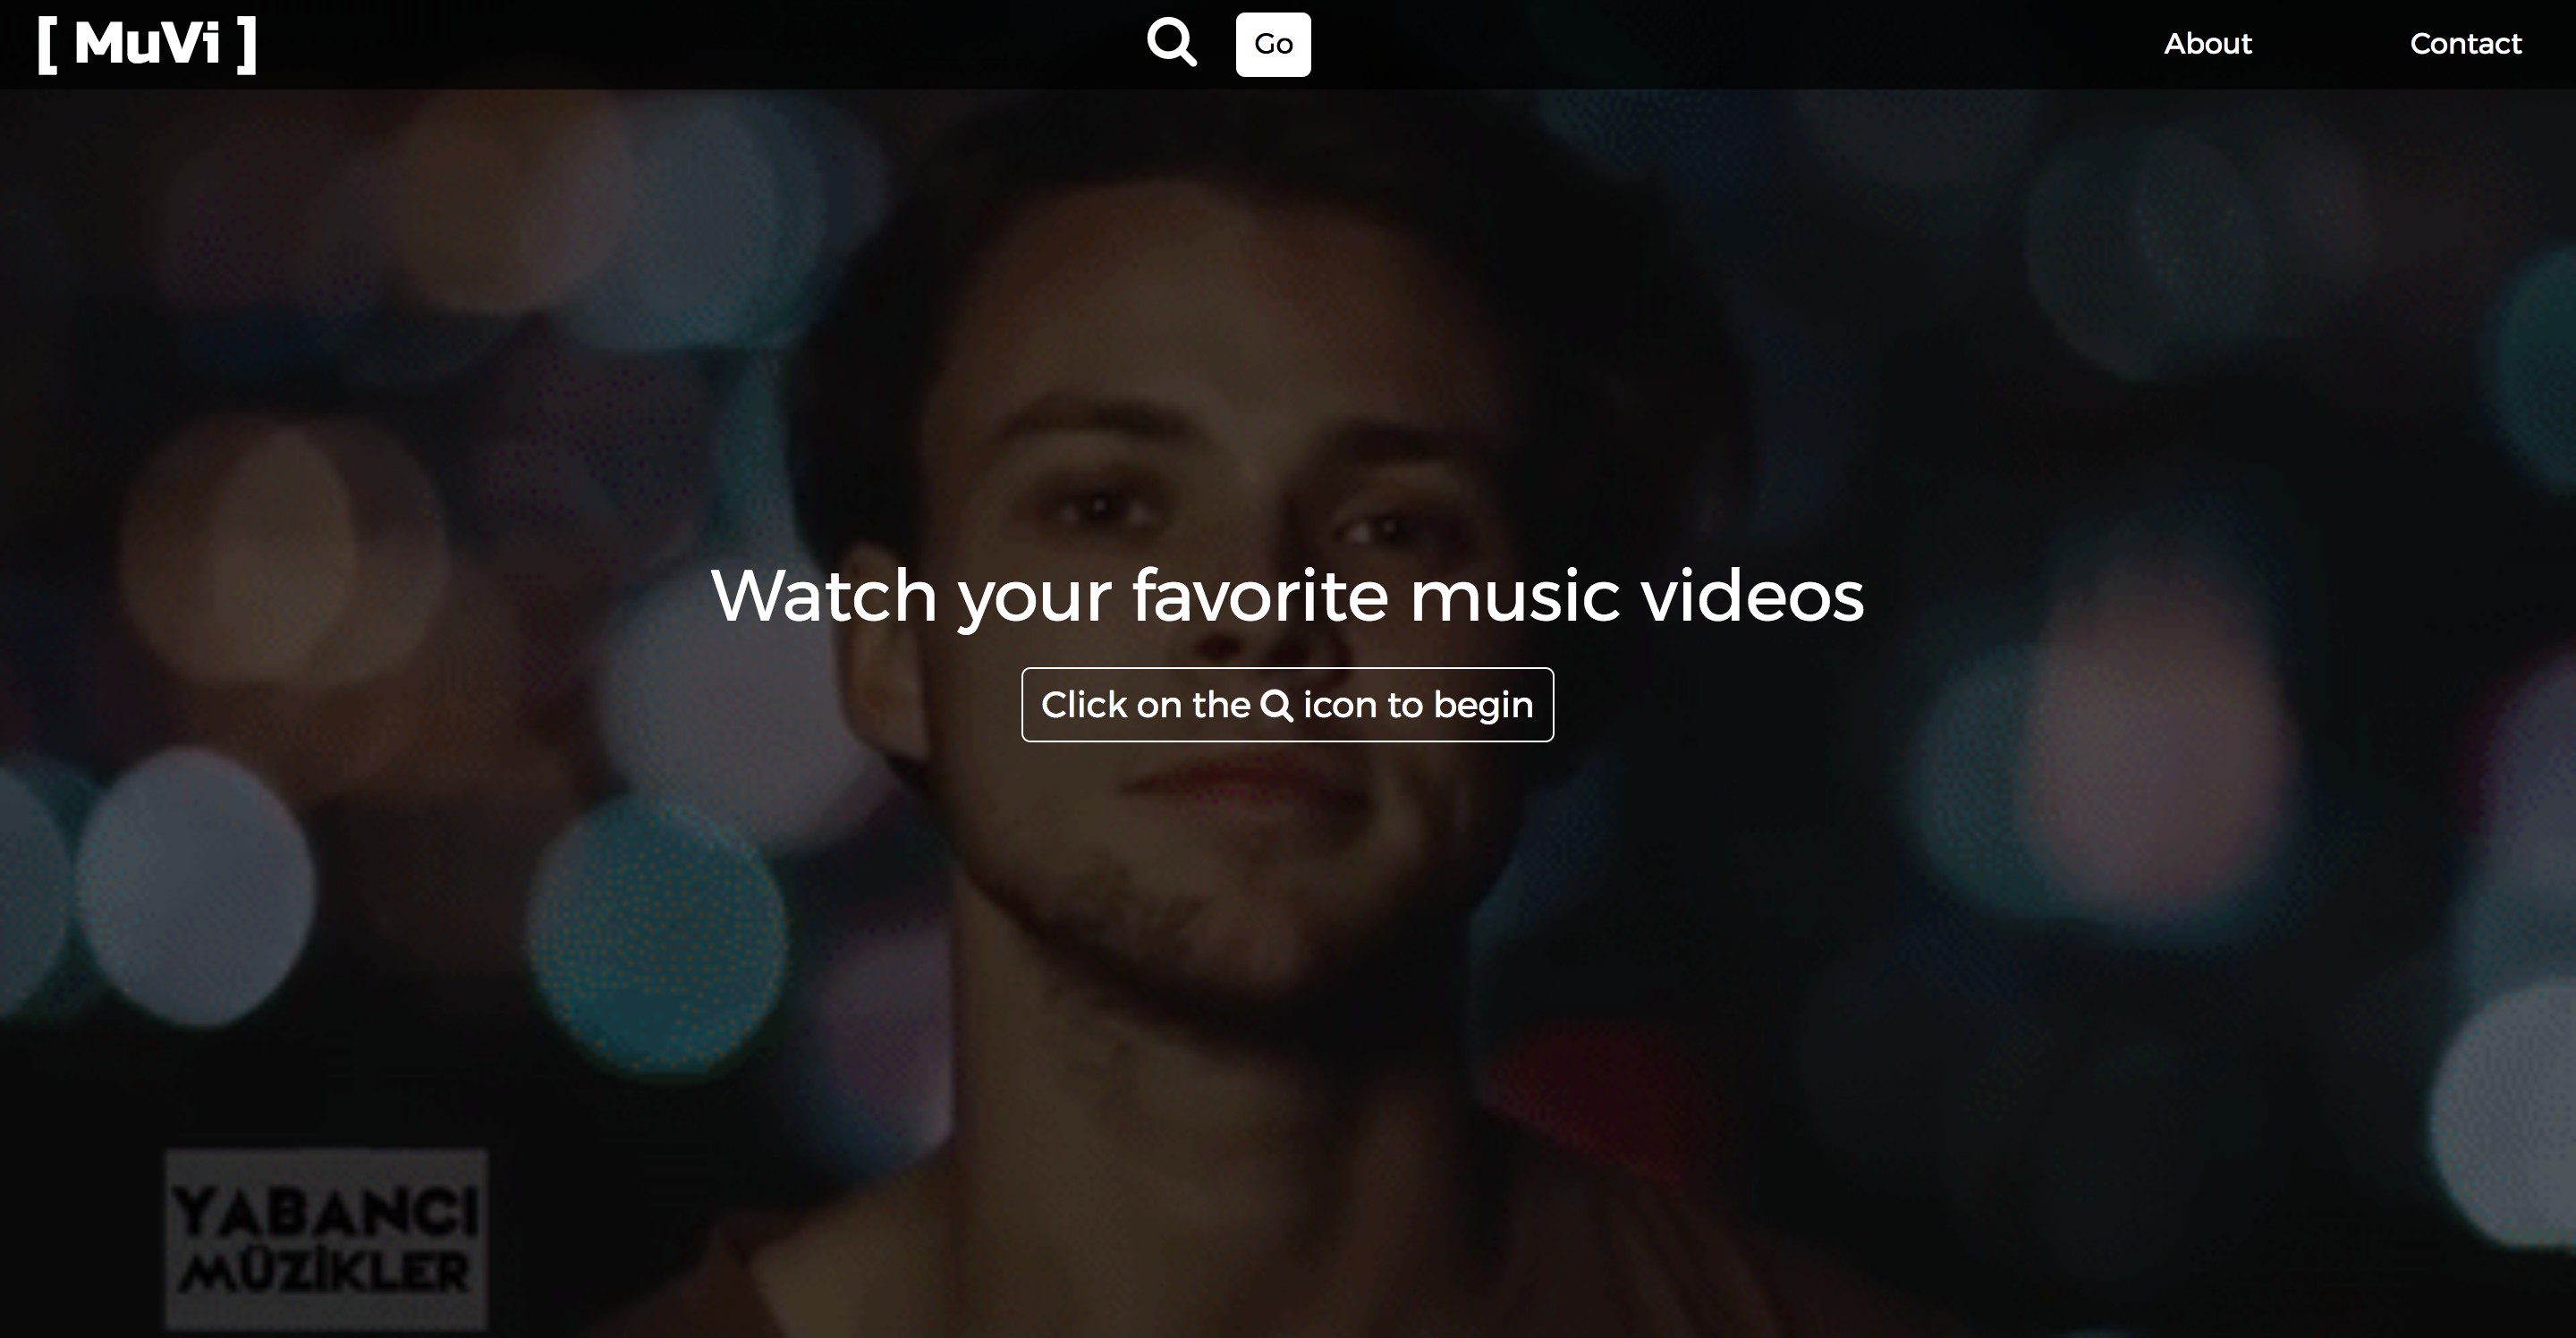 [ MuVi ]
Go
About
Contact
Watch your favorite music videos
Click on the icon to begin
YABANCI
MÜZİKLER